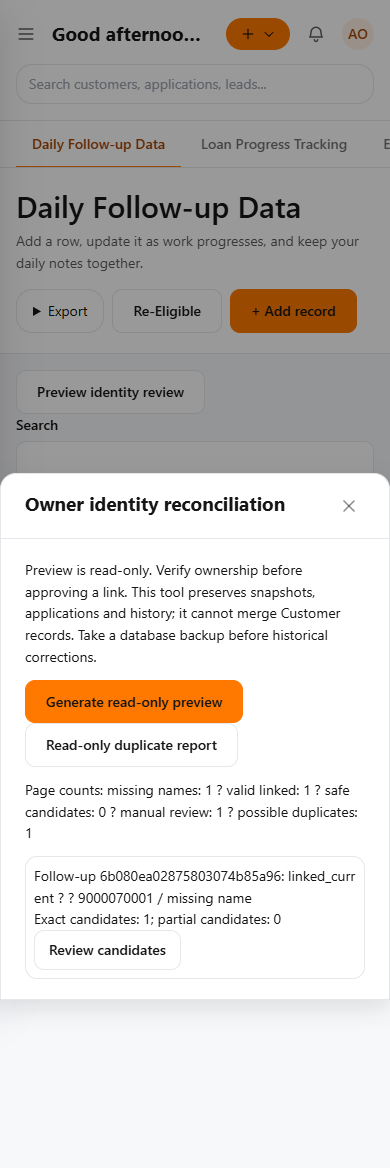 Good afternoo...
AO
Search customers, applications, leads...
Daily Follow-up Data
Loan Progress Tracking
E
Daily Follow-up Data
Add a row, update it as work progresses, and keep your
daily notes together.
Export
Re-Eligible
+ Add record
Preview identity review
Search
Owner identity reconciliation
Preview is read-only. Verify ownership before
approving a link. This tool preserves snapshots,
applications and history; it cannot merge Customer
records. Take a database backup before historical
corrections.
Generate read-only preview
Read-only duplicate report
Page counts: missing names: 1 ? valid linked: 1 ? safe
candidates: 0 ? manual review: 1 ? possible duplicates:
1
Follow-up 6b080ea02875803074b85a96: linked_curr
ent ? ? 9000070001 / missing name
Exact candidates: 1; partial candidates: 0
Review candidates